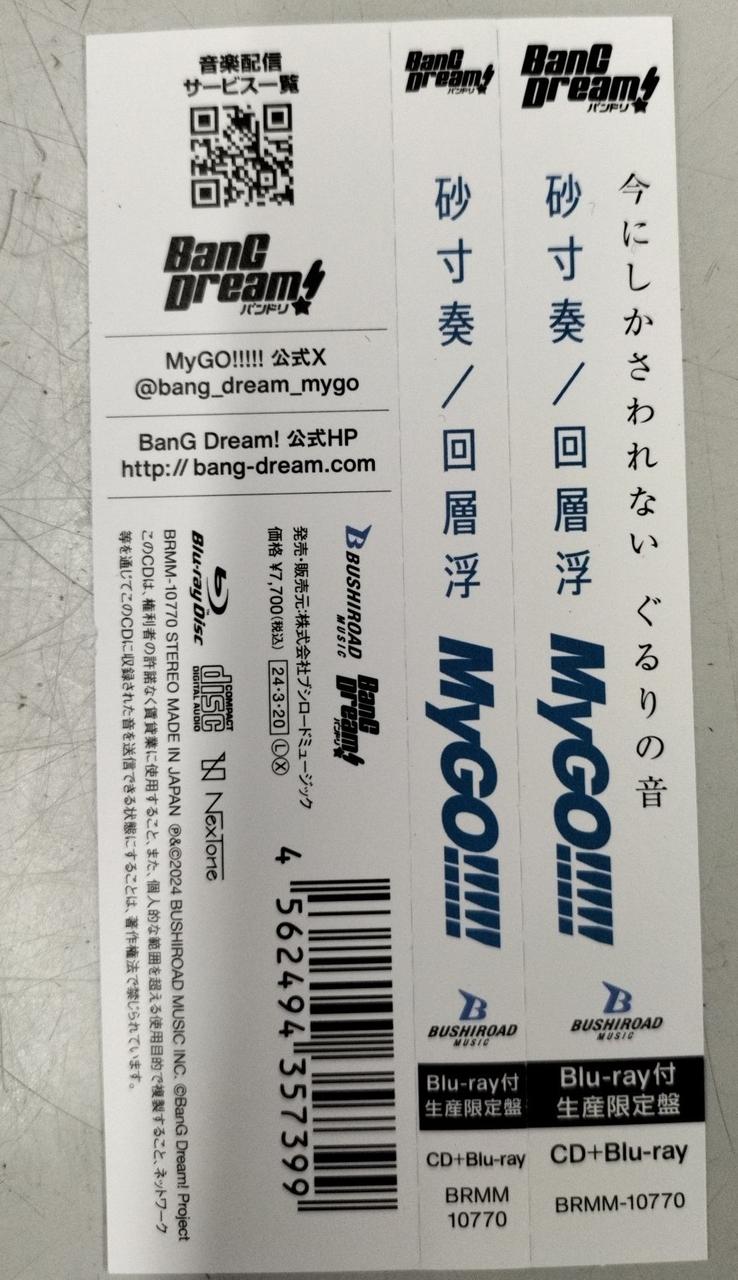 音楽配信
サービス一覧
BanG
Dream!
バンドリ
MyGO!!!!! 公式X
@bang_dream_mygo
BanG Dream! 公式HP
http:// bang-dream.com
BUSHIROAD
MUSIC
BanG
Dream!
バンドリ
発売・販売元:株式会社ブシロードミュージック
価格 ¥7,700(税込) 24・3・20 Ⓛ Ⓧ
Blu-ray Disc
COMPACT
disc
DIGITAL AUDIO
NexTone
BRMM-10770 STEREO MADE IN JAPAN ℗&©2024 BUSHIROAD MUSIC INC. ©BanG Dream! Project
このCDは、権利者の許諾なく賃貸業に使用すること、また、個人的な範囲を超える使用目的で複製すること、ネットワーク
等を通じてこのCDに収録された音を送信できる状態にすることは、著作権法で禁じられています。
4 562494 357399
BanG
Dream!
バンドリ
砂寸奏／回層浮
MyGO!!!!!
BUSHIROAD
MUSIC
Blu-ray付
生産限定盤
CD+Blu-ray
BRMM
10770
BanG
Dream!
バンドリ
今にしかさわれない ぐるりの音
砂寸奏／回層浮
MyGO!!!!!
BUSHIROAD
MUSIC
Blu-ray付
生産限定盤
CD+Blu-ray
BRMM-10770